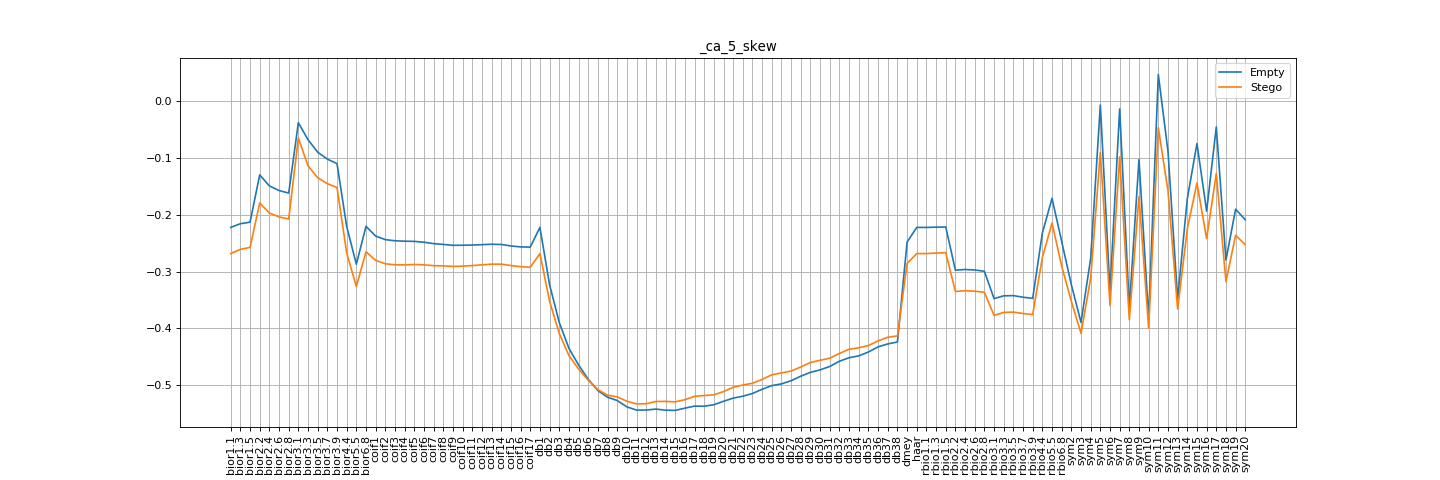 _ca_5_skew
Empty
Stego
0.0
−0.1
−0.2
−0.3
−0.4
−0.5
bior1.1
bior1.3
bior1.5
bior2.2
bior2.4
bior2.6
bior2.8
bior3.1
bior3.3
bior3.5
bior3.7
bior3.9
bior4.4
bior5.5
bior6.8
coif1
coif2
coif3
coif4
coif5
coif6
coif7
coif8
coif9
coif10
coif11
coif12
coif13
coif14
coif15
coif16
coif17
db1
db2
db3
db4
db5
db6
db7
db8
db9
db10
db11
db12
db13
db14
db15
db16
db17
db18
db19
db20
db21
db22
db23
db24
db25
db26
db27
db28
db29
db30
db31
db32
db33
db34
db35
db36
db37
db38
dmey
haar
rbio1.1
rbio1.3
rbio1.5
rbio2.2
rbio2.4
rbio2.6
rbio2.8
rbio3.1
rbio3.3
rbio3.5
rbio3.7
rbio3.9
rbio4.4
rbio5.5
rbio6.8
sym2
sym3
sym4
sym5
sym6
sym7
sym8
sym9
sym10
sym11
sym12
sym13
sym14
sym15
sym16
sym17
sym18
sym19
sym20